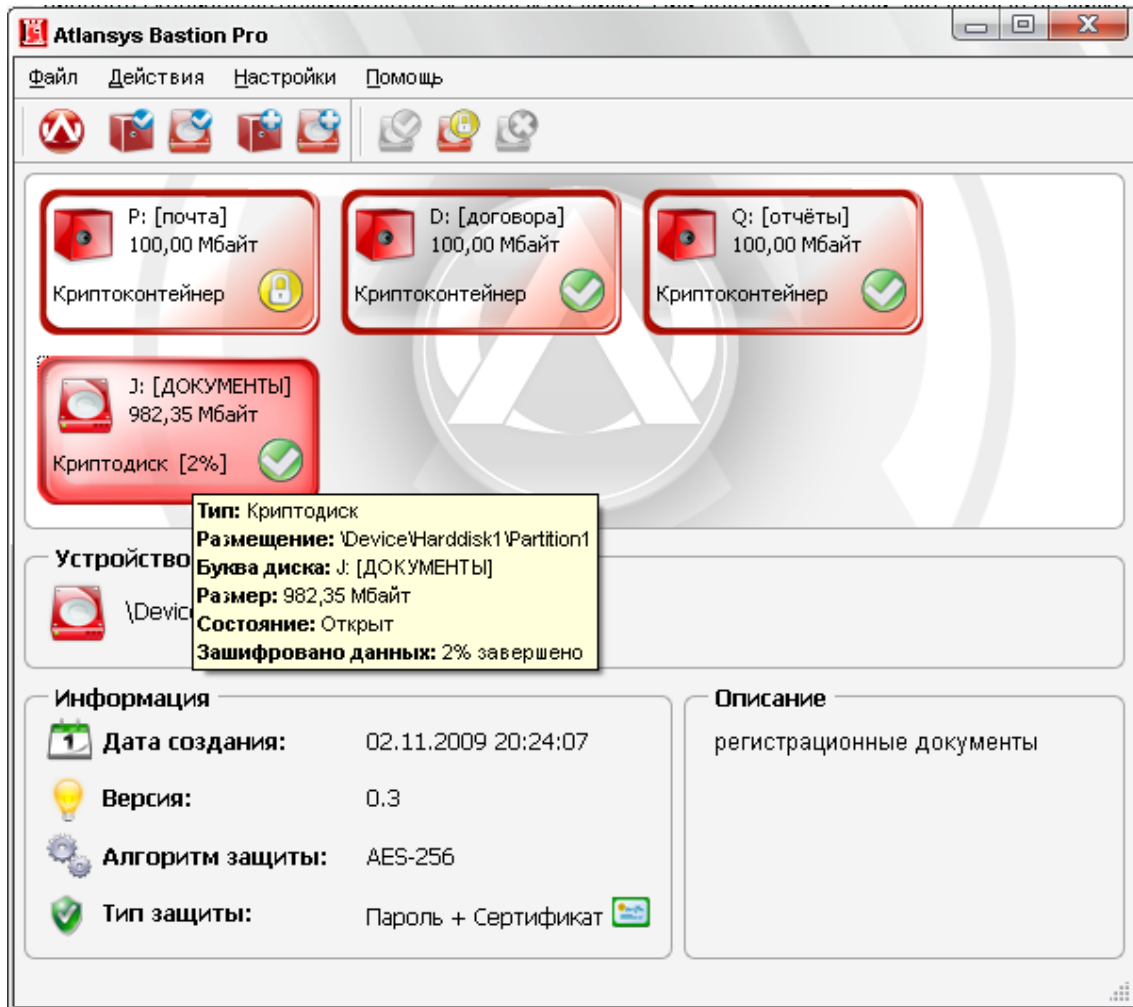 Atlansys Bastion Pro
Файл Действия Настройки Помощь
P: [почта]
100,00 Мбайт
Криптоконтейнер
D: [договора]
100,00 Мбайт
Криптоконтейнер
Q: [отчёты]
100,00 Мбайт
Криптоконтейнер
J: [ДОКУМЕНТЫ]
982,35 Мбайт
Криптодиск [2%]
Тип: Криптодиск
Размещение: \Device\Harddisk1\Partition1
Буква диска: J: [ДОКУМЕНТЫ]
Размер: 982,35 Мбайт
Состояние: Открыт
Зашифровано данных: 2% завершено
Устройство
\Devic
Информация
Дата создания: 02.11.2009 20:24:07
Версия: 0.3
Алгоритм защиты: AES-256
Тип защиты: Пароль + Сертификат
Описание
регистрационные документы